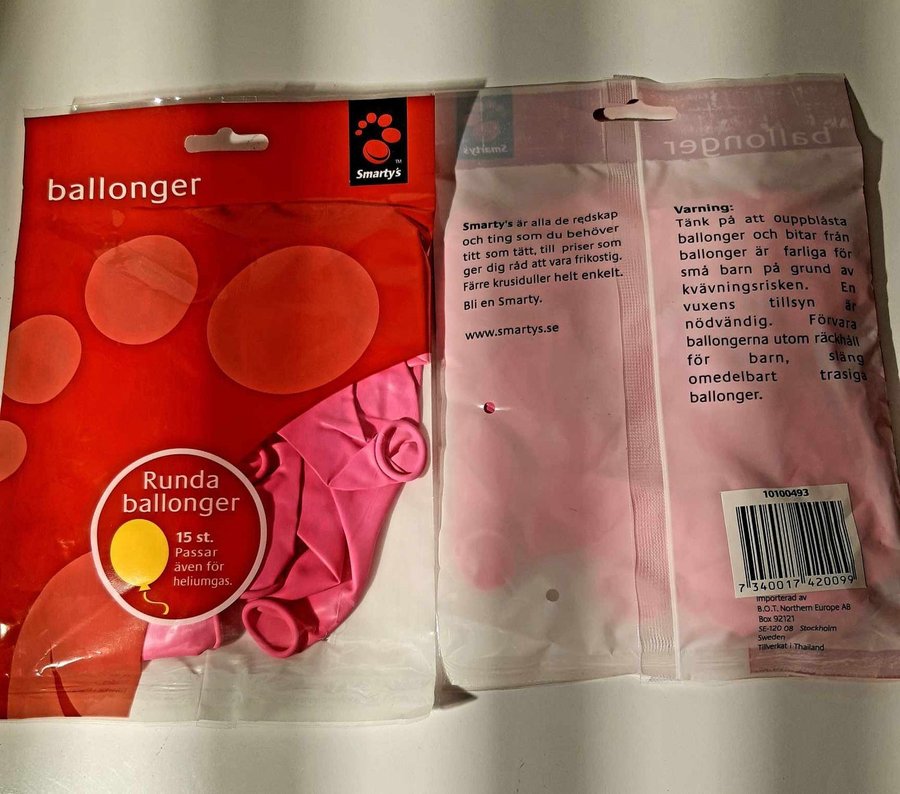 ballonger
Smarty's
TM
Runda
ballonger
15 st.
Passar
även för
heliumgas.
Smarty's
ballonger
Smarty's är alla de redskap
och ting som du behöver
titt som tätt, till priser som
ger dig råd att vara frikostig.
Färre krusiduller helt enkelt.
Bli en Smarty.
www.smartys.se
Varning:
Tänk på att ouppblåsta
ballonger och bitar från
ballonger är farliga för
små barn på grund av
kvävningsrisken. En
vuxens tillsyn är
nödvändig. Förvara
ballongerna utom räckhåll
för barn, släng
omedelbart trasiga
ballonger.
10100493
7 340017 420099
Importerad av
B.O.T. Northern Europe AB
Box 92121
SE-120 08 Stockholm
Sweden
Tillverkat i Thailand